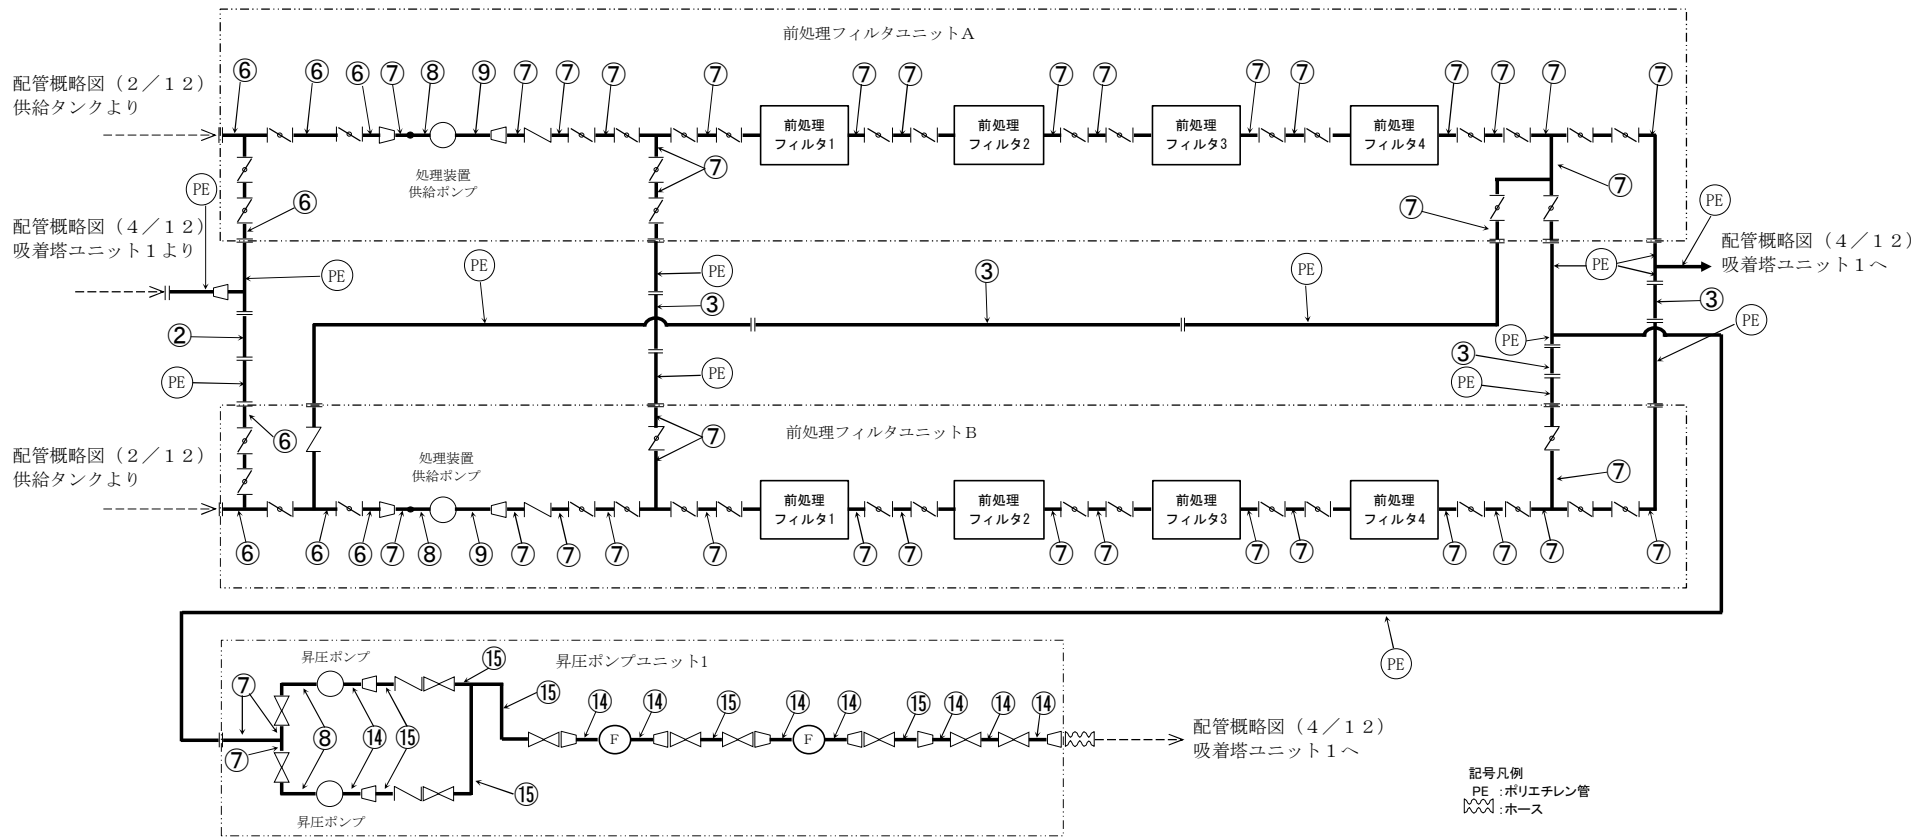 前処理フィルタユニットA
配管概略図（２／１２）
供給タンクより
⑥ ⑥ ⑥ ⑦ ⑧ ⑨ ⑦ ⑦ ⑦ ⑦ ⑦ ⑦ ⑦ ⑦ ⑦ ⑦ ⑦ ⑦ ⑦ ⑦
前処理
フィルタ1
前処理
フィルタ2
前処理
フィルタ3
前処理
フィルタ4
処理装置
供給ポンプ
⑦
⑦
PE
⑥
⑦
PE
配管概略図（４／１２）
吸着塔ユニット１より
配管概略図（４／１２）
吸着塔ユニット１へ
PE
PE
PE
③
PE
PE
③
③
②
PE
PE
③
PE
PE
PE
⑥
⑦
前処理フィルタユニットB
配管概略図（２／１２）
供給タンクより
処理装置
供給ポンプ
⑦
前処理
フィルタ1
前処理
フィルタ2
前処理
フィルタ3
前処理
フィルタ4
⑥ ⑥ ⑥ ⑦ ⑧ ⑨ ⑦ ⑦ ⑦ ⑦ ⑦ ⑦ ⑦ ⑦ ⑦ ⑦ ⑦ ⑦ ⑦ ⑦
PE
昇圧ポンプ
⑮
昇圧ポンプユニット1
⑦
⑮
⑭ ⑭ ⑮ ⑭ ⑭ ⑮ ⑭ ⑭ ⑭
F
F
⑧ ⑭ ⑮
⑦
⑮
昇圧ポンプ
配管概略図（４／１２）
吸着塔ユニット１へ
記号凡例
PE :ポリエチレン管
:ホース